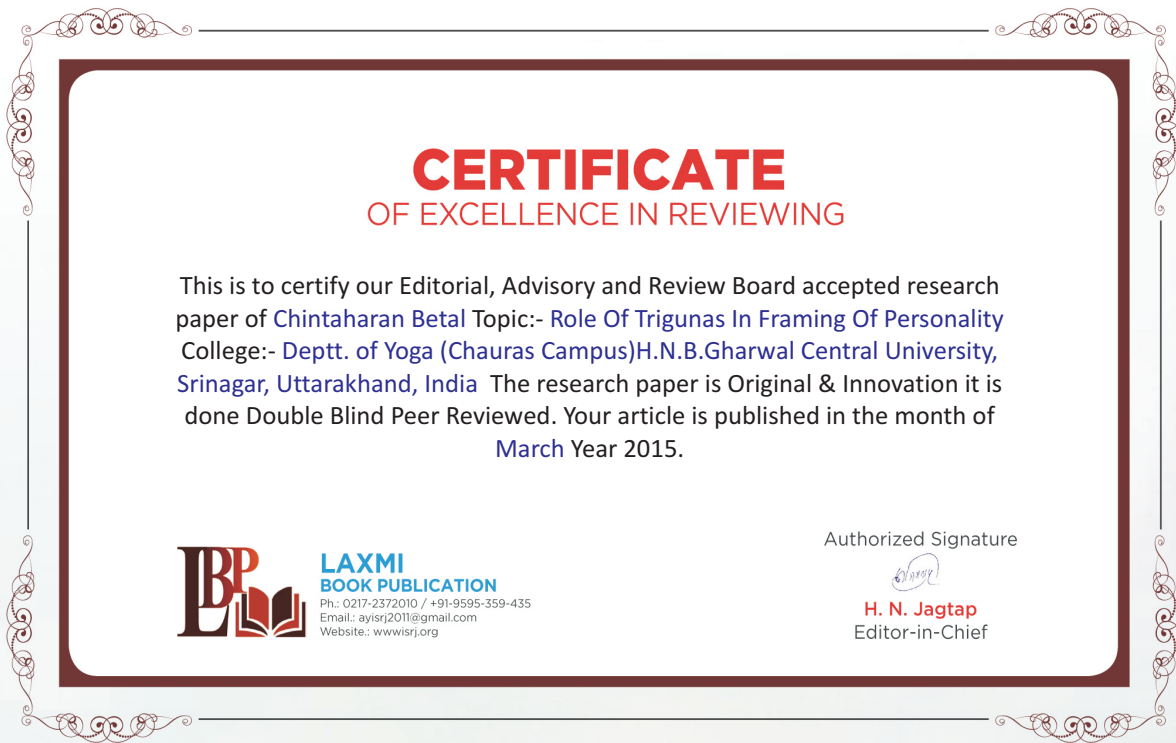 CERTIFICATE
OF EXCELLENCE IN REVIEWING
This is to certify our Editorial, Advisory and Review Board accepted research
paper of Chintaharan Betal Topic:- Role Of Trigunas In Framing Of Personality
College:- Deptt. of Yoga (Chauras Campus)H.N.B.Gharwal Central University,
Srinagar, Uttarakhand, India The research paper is Original & Innovation it is
done Double Blind Peer Reviewed. Your article is published in the month of
March Year 2015.
LBP
LAXMI
BOOK PUBLICATION
Ph.: 0217-2372010 / +91-9595-359-435
Email.: ayisrj2011@gmail.com
Website.: wwwisrj.org
Authorized Signature
H. N. Jagtap
Editor-in-Chief